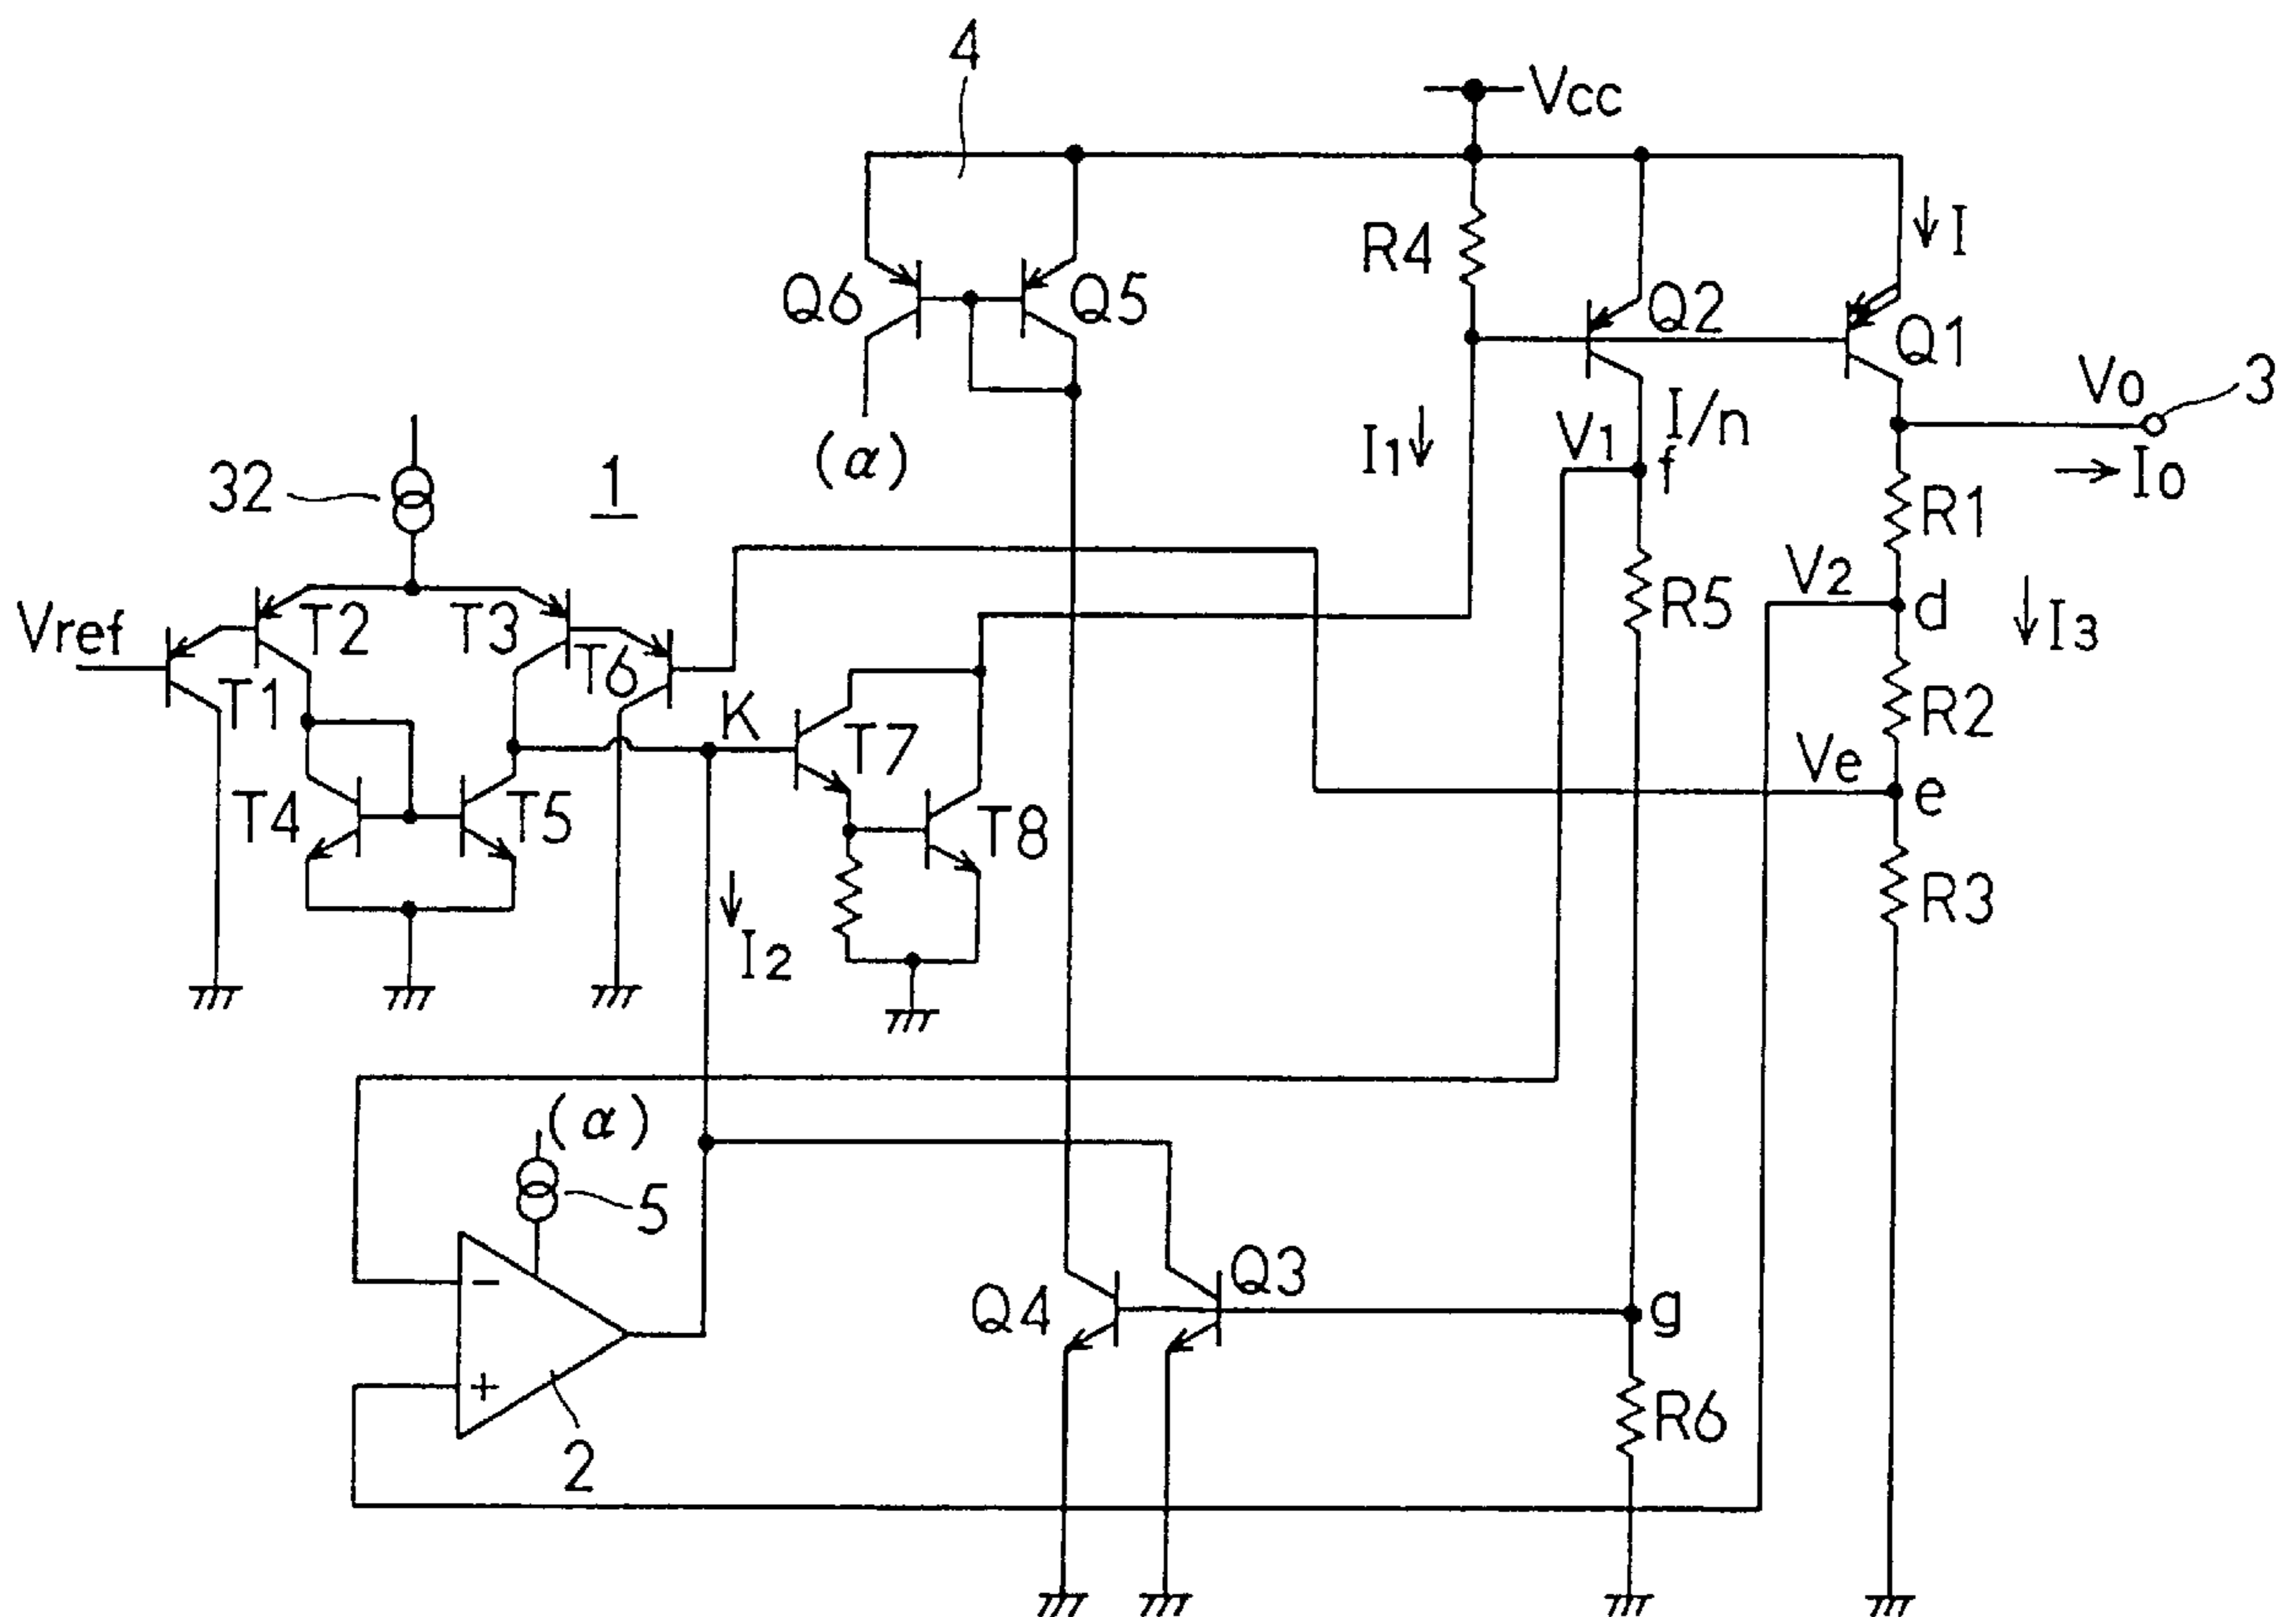 4
Vcc
I
R4
Q6
Q5
Q2
Q1
Vo
3
I1
V1
I/n
f
(α)
Io
32
1
R1
V2
d
I3
R5
Vref
T2
T3
T6
T1
K
T7
R2
Ve
e
T4
T5
T8
R3
I2
(α)
5
Q3
Q4
g
R6
-
+
2